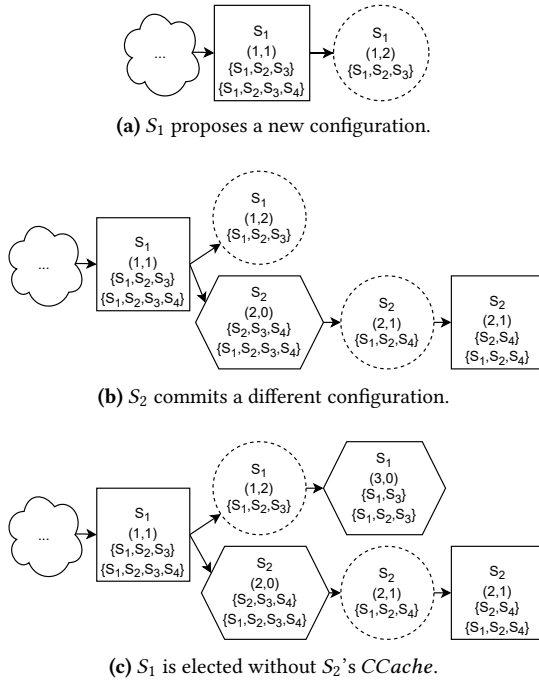 ...
S₁
(1,1)
{S₁,S₂,S₃}
{S₁,S₂,S₃,S₄}
S₁
(1,2)
{S₁,S₂,S₃}
(a) S₁ proposes a new configuration.
...
S₁
(1,1)
{S₁,S₂,S₃}
{S₁,S₂,S₃,S₄}
S₁
(1,2)
{S₁,S₂,S₃}
S₂
(2,0)
{S₂,S₃,S₄}
{S₁,S₂,S₃,S₄}
S₂
(2,1)
{S₁,S₂,S₄}
S₂
(2,1)
{S₂,S₄}
{S₁,S₂,S₄}
(b) S₂ commits a different configuration.
...
S₁
(1,1)
{S₁,S₂,S₃}
{S₁,S₂,S₃,S₄}
S₁
(1,2)
{S₁,S₂,S₃}
S₁
(3,0)
{S₁,S₃}
{S₁,S₂,S₃}
S₂
(2,0)
{S₂,S₃,S₄}
{S₁,S₂,S₃,S₄}
S₂
(2,1)
{S₁,S₂,S₄}
S₂
(2,1)
{S₂,S₄}
{S₁,S₂,S₄}
(c) S₁ is elected without S₂'s CCache.